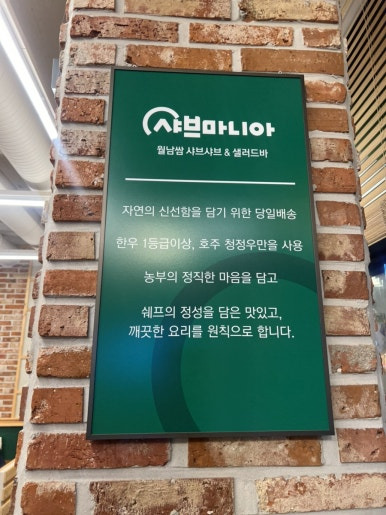 샤브마니아
월남쌈 샤브샤브 & 샐러드바
자연의 신선함을 담기 위한 당일배송
한우 1등급이상, 호주 청정우만을 사용
농부의 정직한 마음을 담고
쉐프의 정성을 담은 맛있고,
깨끗한 요리를 원칙으로 합니다.